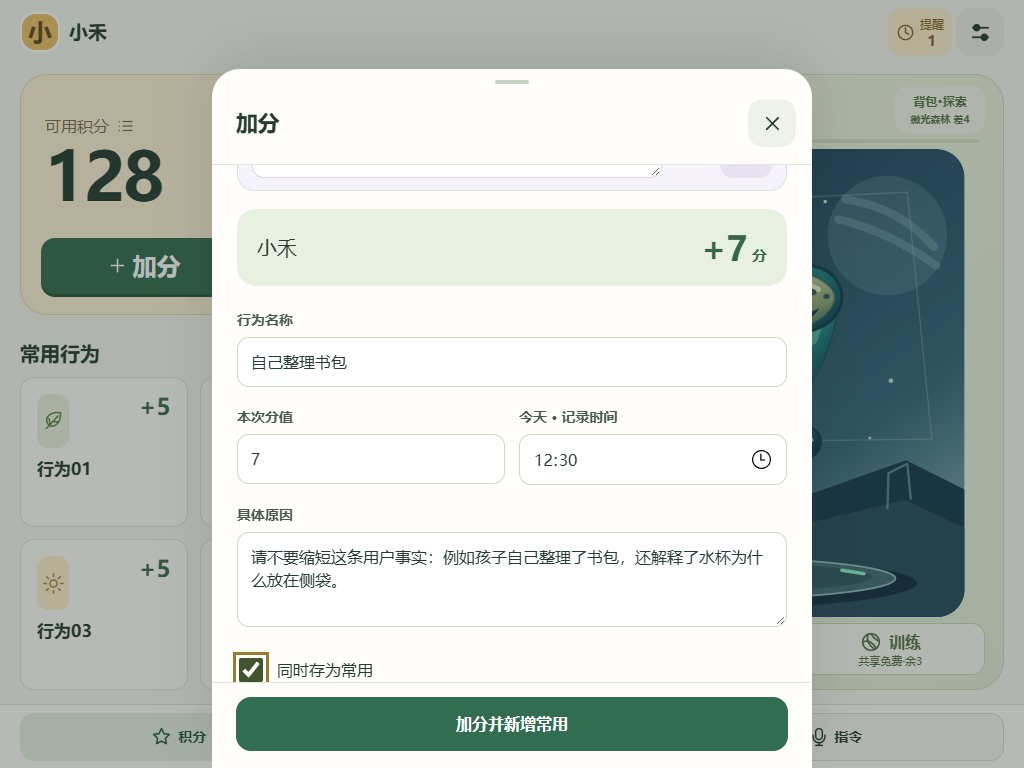 小 小禾
提醒
1
可用积分
128
+ 加分
常用行为
+5
行为01
+5
行为03
背包·探索
微光森林 差4
训练
共享免费·余3
积分
指令
加分
小禾
+7 分
行为名称
自己整理书包
本次分值
7
今天 · 记录时间
12:30
具体原因
请不要缩短这条用户事实：例如孩子自己整理了书包，还解释了水杯为什
么放在侧袋。
同时存为常用
加分并新增常用